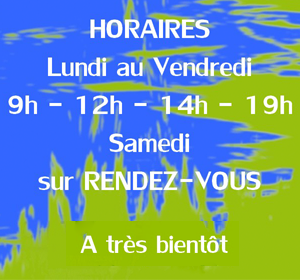 HORAIRES
Lundi au Vendredi
9h - 12h - 14h - 19h
Samedi
sur RENDEZ-VOUS
A très bientôt